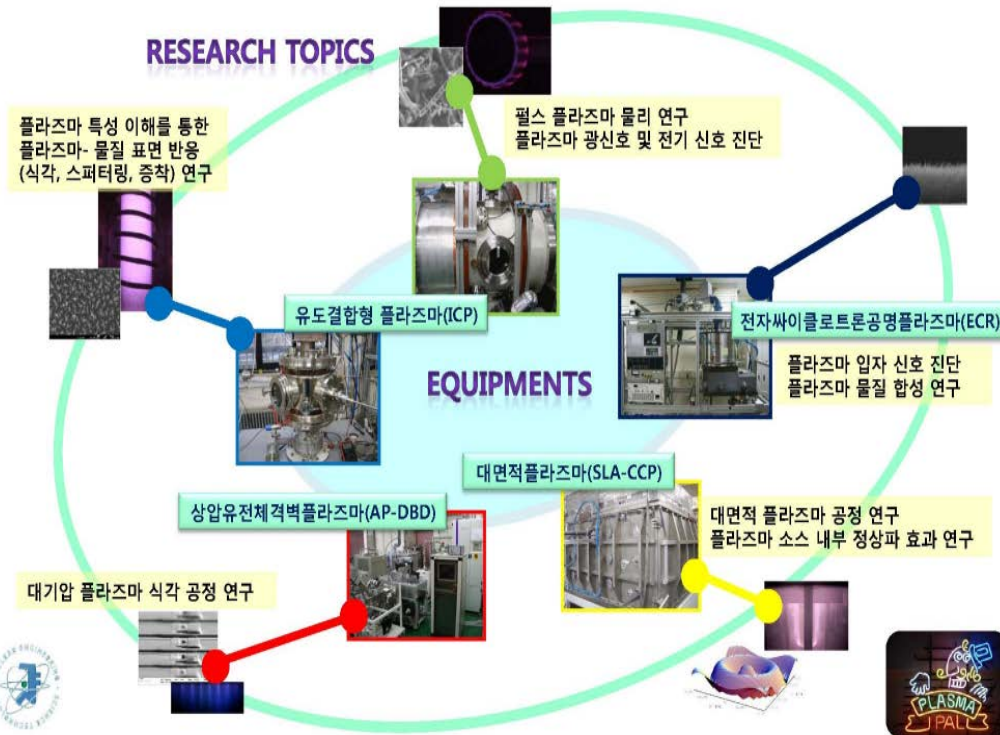 RESEARCH TOPICS
플라즈마 특성 이해를 통한
플라즈마- 물질 표면 반응
(식각, 스퍼터링, 증착) 연구
펄스 플라즈마 물리 연구
플라즈마 광신호 및 전기 신호 진단
유도결합형 플라즈마(ICP)
전자싸이클로트론공명플라즈마(ECR)
플라즈마 입자 신호 진단
플라즈마 물질 합성 연구
EQUIPMENTS
대면적플라즈마(SLA-CCP)
상압유전체격벽플라즈마(AP-DBD)
대면적 플라즈마 공정 연구
플라즈마 소스 내부 정상파 효과 연구
대기압 플라즈마 식각 공정 연구
PLASMA
PAL